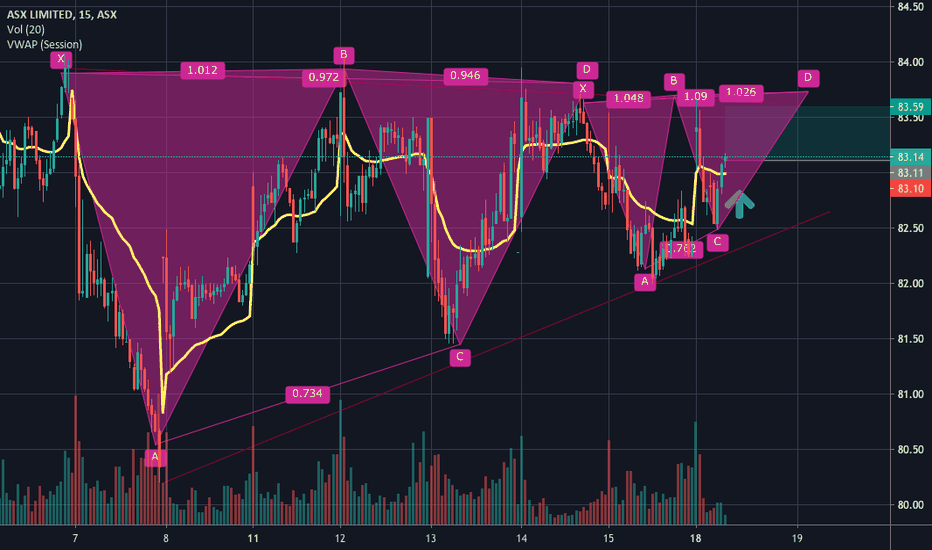 ASX LIMITED, 15, ASX
Vol (20)
VWAP (Session)
84.50
84.00
83.59
83.50
83.14
83.11
83.10
82.50
82.00
81.50
81.00
80.50
80.00
X
1.012
B
0.972
0.946
D
X
1.048
B
1.09
1.026
D
0.762
C
A
C
0.734
A
7
8
11
12
13
14
15
18
19